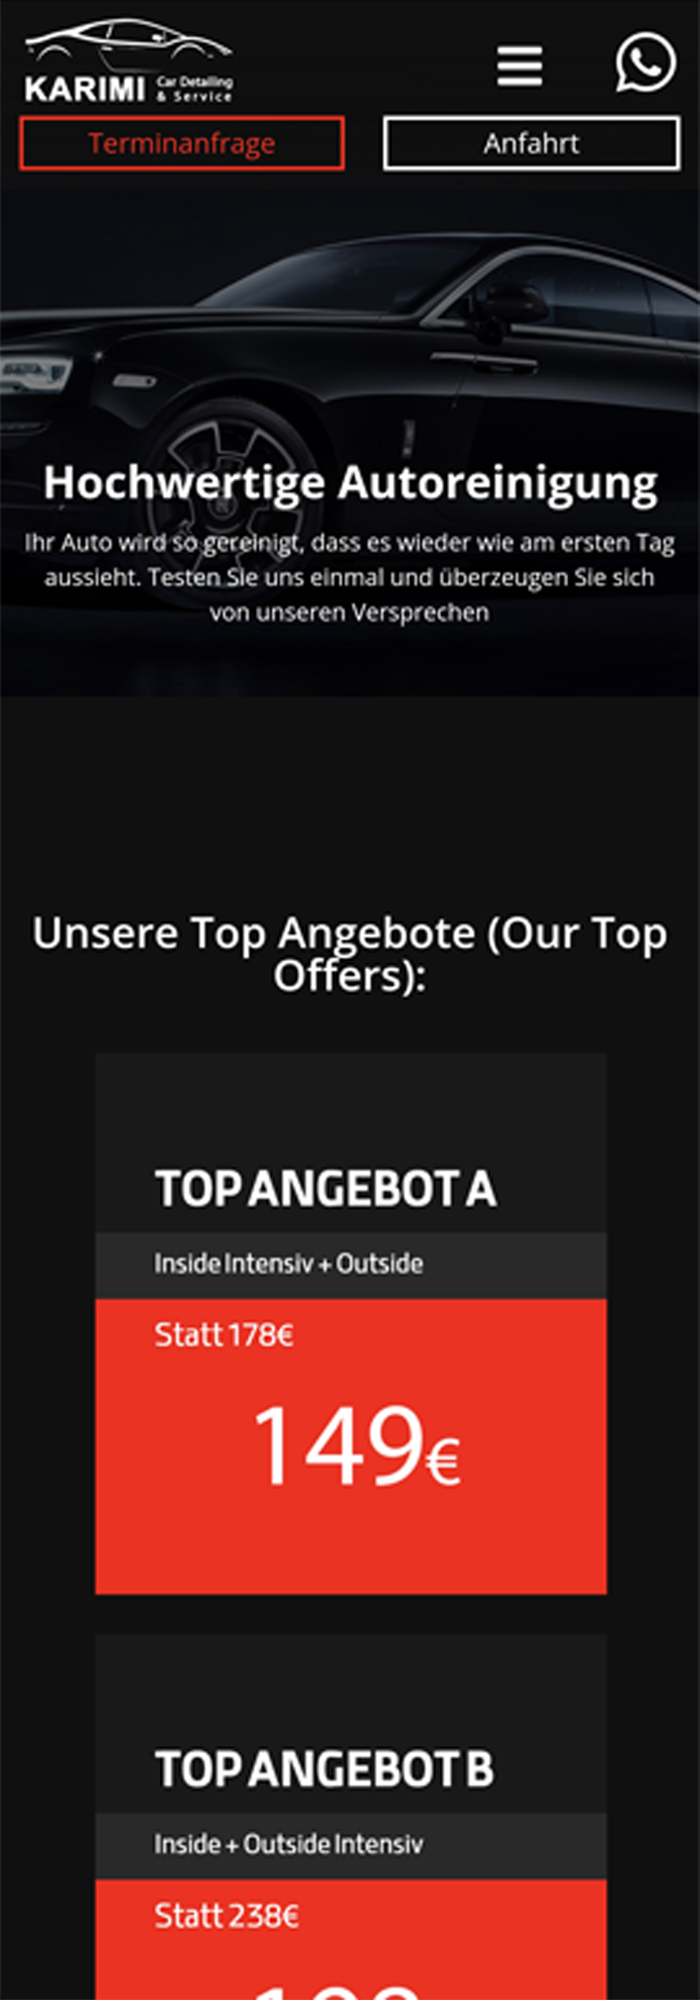 KARIMI Car Detailing
& Service
Terminanfrage
Anfahrt
Hochwertige Autoreinigung
Ihr Auto wird so gereinigt, dass es wieder wie am ersten Tag
aussieht. Testen Sie uns einmal und überzeugen Sie sich
von unseren Versprechen
Unsere Top Angebote (Our Top
Offers):
TOP ANGEBOT A
Inside Intensiv + Outside
Statt 178€
149€
TOP ANGEBOT B
Inside + Outside Intensiv
Statt 238€